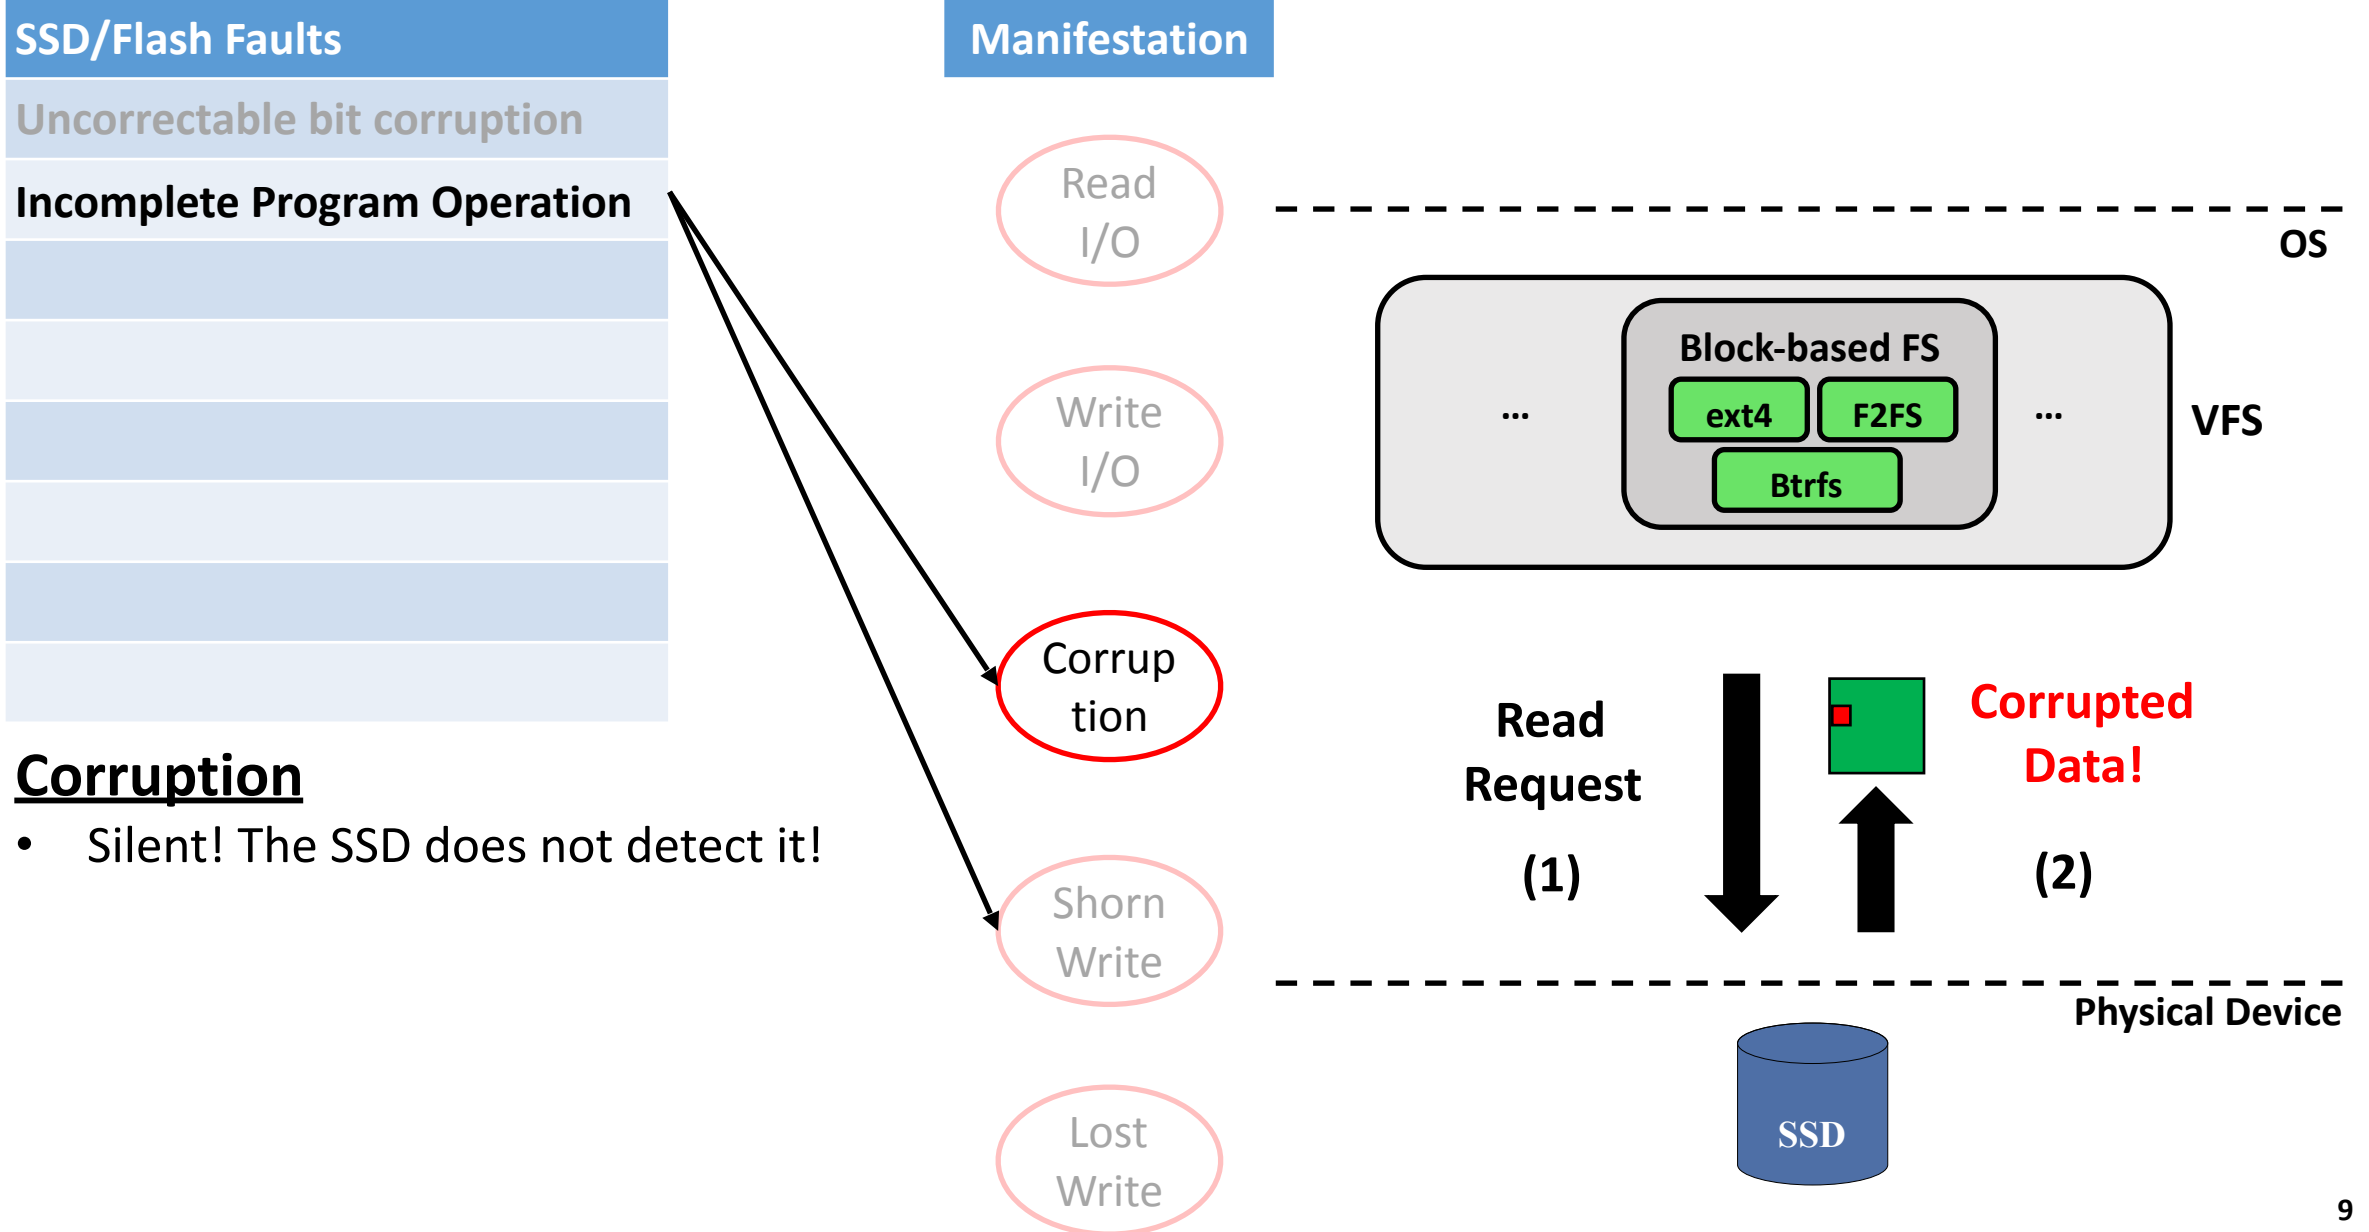 SSD/Flash Faults
Uncorrectable bit corruption
Incomplete Program Operation
Corruption
• Silent! The SSD does not detect it!
Manifestation
Read
I/O
Write
I/O
Corrup
tion
Shorn
Write
Lost
Write
OS
Block-based FS
... ext4 F2FS ...
Btrfs
VFS
Read
Request
(1)
Corrupted
Data!
(2)
Physical Device
SSD
9